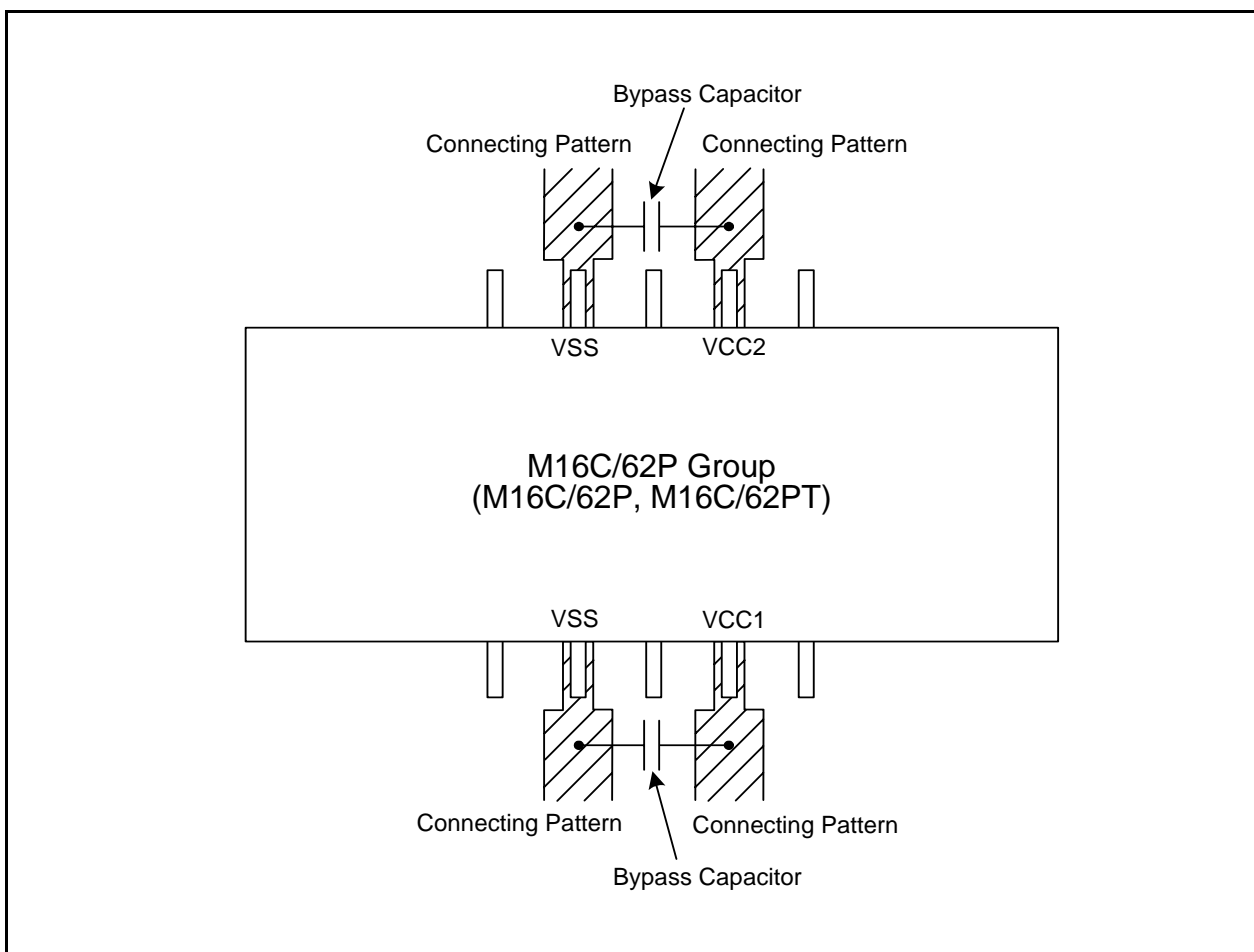 Bypass Capacitor
Connecting Pattern
Connecting Pattern
VSS
VCC2
M16C/62P Group
(M16C/62P, M16C/62PT)
VSS
VCC1
Connecting Pattern
Connecting Pattern
Bypass Capacitor